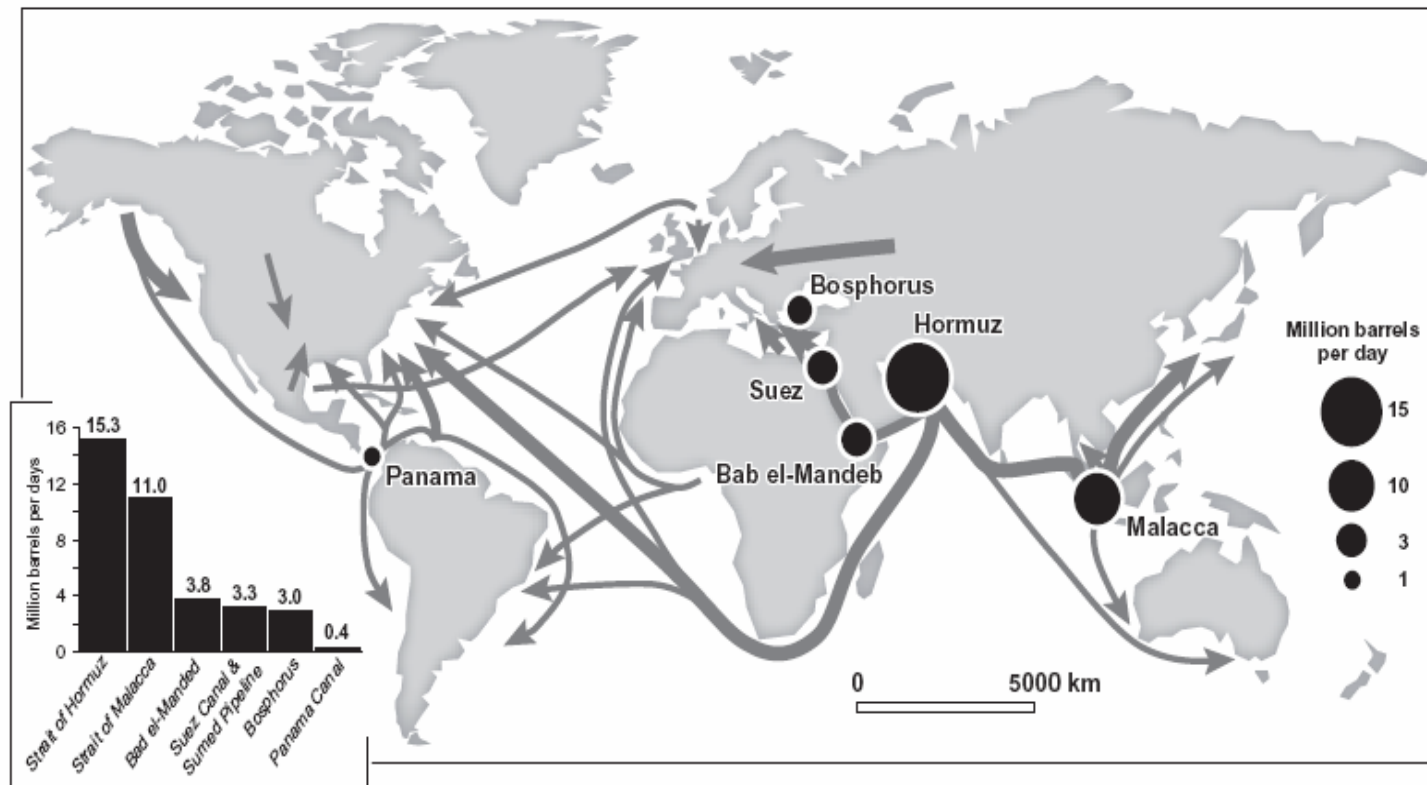 Bosphorus
Hormuz
Suez
Bab el-Mandeb
Panama
Malacca
Million barrels
per day
15
10
3
1
0
5000 km
Million barrels per days
16
12
8
4
0
15.3
11.0
3.8
3.3
3.0
0.4
Strait of Hormuz
Strait of Malacca
Bad el-Manded
Suez Canal &
Sumed Pipeline
Bosphorus
Panama Canal